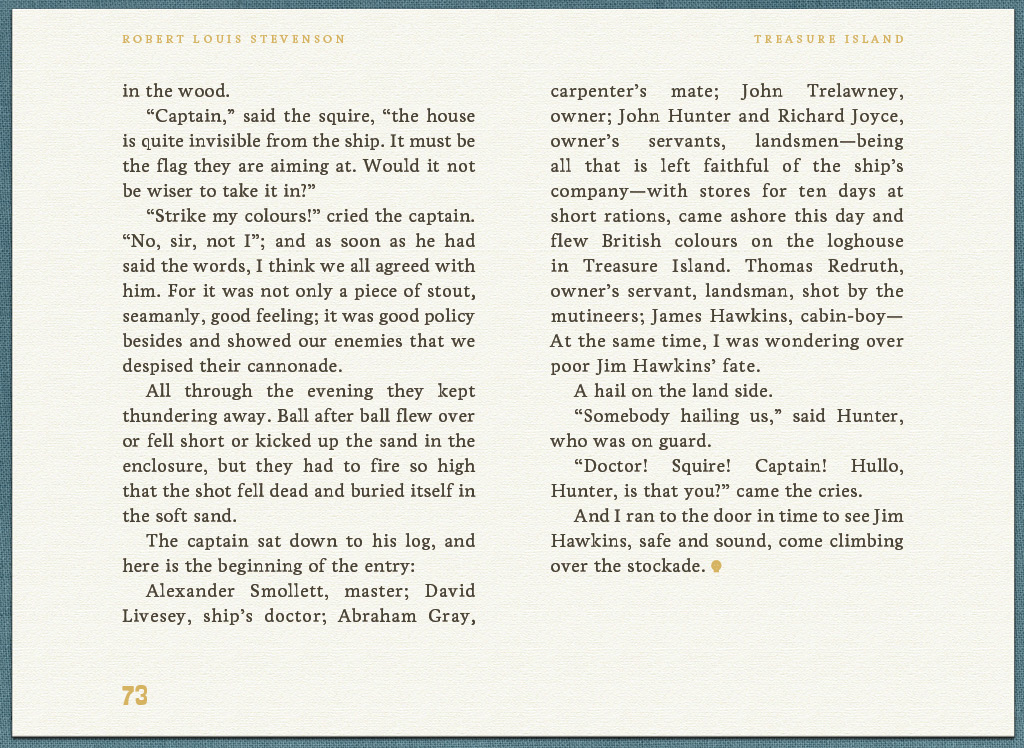 ROBERT LOUIS STEVENSON
TREASURE ISLAND
in the wood.
“Captain,” said the squire, “the house
is quite invisible from the ship. It must be
the flag they are aiming at. Would it not
be wiser to take it in?”
“Strike my colours!” cried the captain.
“No, sir, not I”; and as soon as he had
said the words, I think we all agreed with
him. For it was not only a piece of stout,
seamanly, good feeling; it was good policy
besides and showed our enemies that we
despised their cannonade.
All through the evening they kept
thundering away. Ball after ball flew over
or fell short or kicked up the sand in the
enclosure, but they had to fire so high
that the shot fell dead and buried itself in
the soft sand.
The captain sat down to his log, and
here is the beginning of the entry:
Alexander Smollett, master; David
Livesey, ship’s doctor; Abraham Gray,
carpenter’s mate; John Trelawney,
owner; John Hunter and Richard Joyce,
owner’s servants, landsmen—being
all that is left faithful of the ship’s
company—with stores for ten days at
short rations, came ashore this day and
flew British colours on the loghouse
in Treasure Island. Thomas Redruth,
owner’s servant, landsman, shot by the
mutineers; James Hawkins, cabin-boy—
At the same time, I was wondering over
poor Jim Hawkins’ fate.
A hail on the land side.
“Somebody hailing us,” said Hunter,
who was on guard.
“Doctor! Squire! Captain! Hullo,
Hunter, is that you?” came the cries.
And I ran to the door in time to see Jim
Hawkins, safe and sound, come climbing
over the stockade.
73